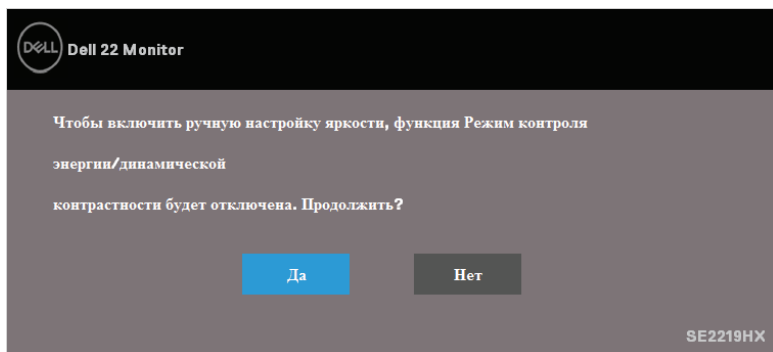 DELL Dell 22 Monitor
Чтобы включить ручную настройку яркости, функция Режим контроля
энергии/динамической
контрастности будет отключена. Продолжить?
Да Нет
SE2219HX